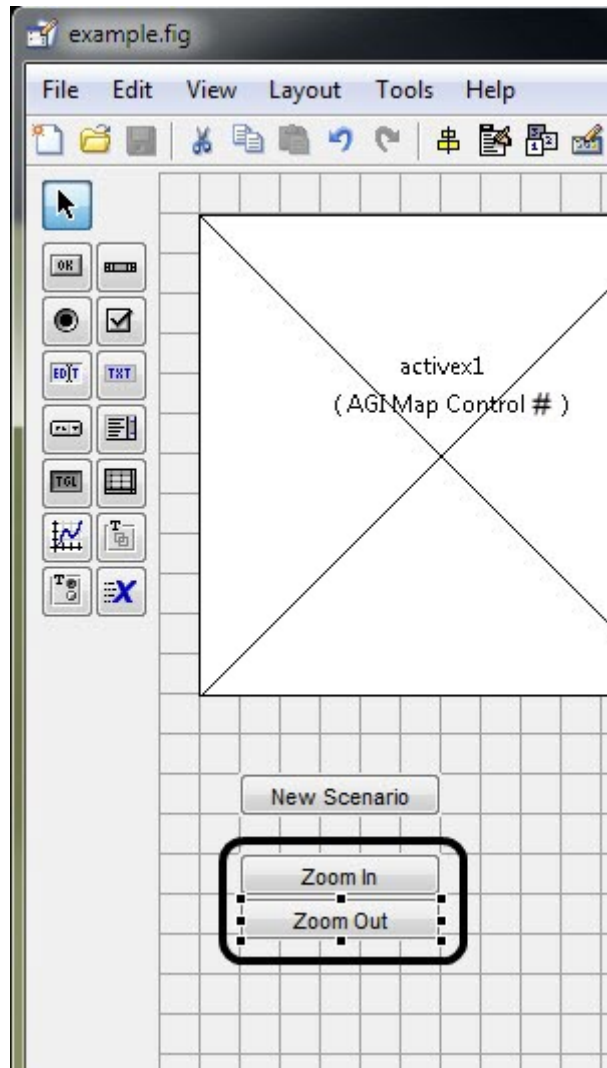 example.fig
File Edit View Layout Tools Help
OK
EDIT TXT
TGL
T
T
X
activex1
( AGI Map Control # )
New Scenario
Zoom In
Zoom Out